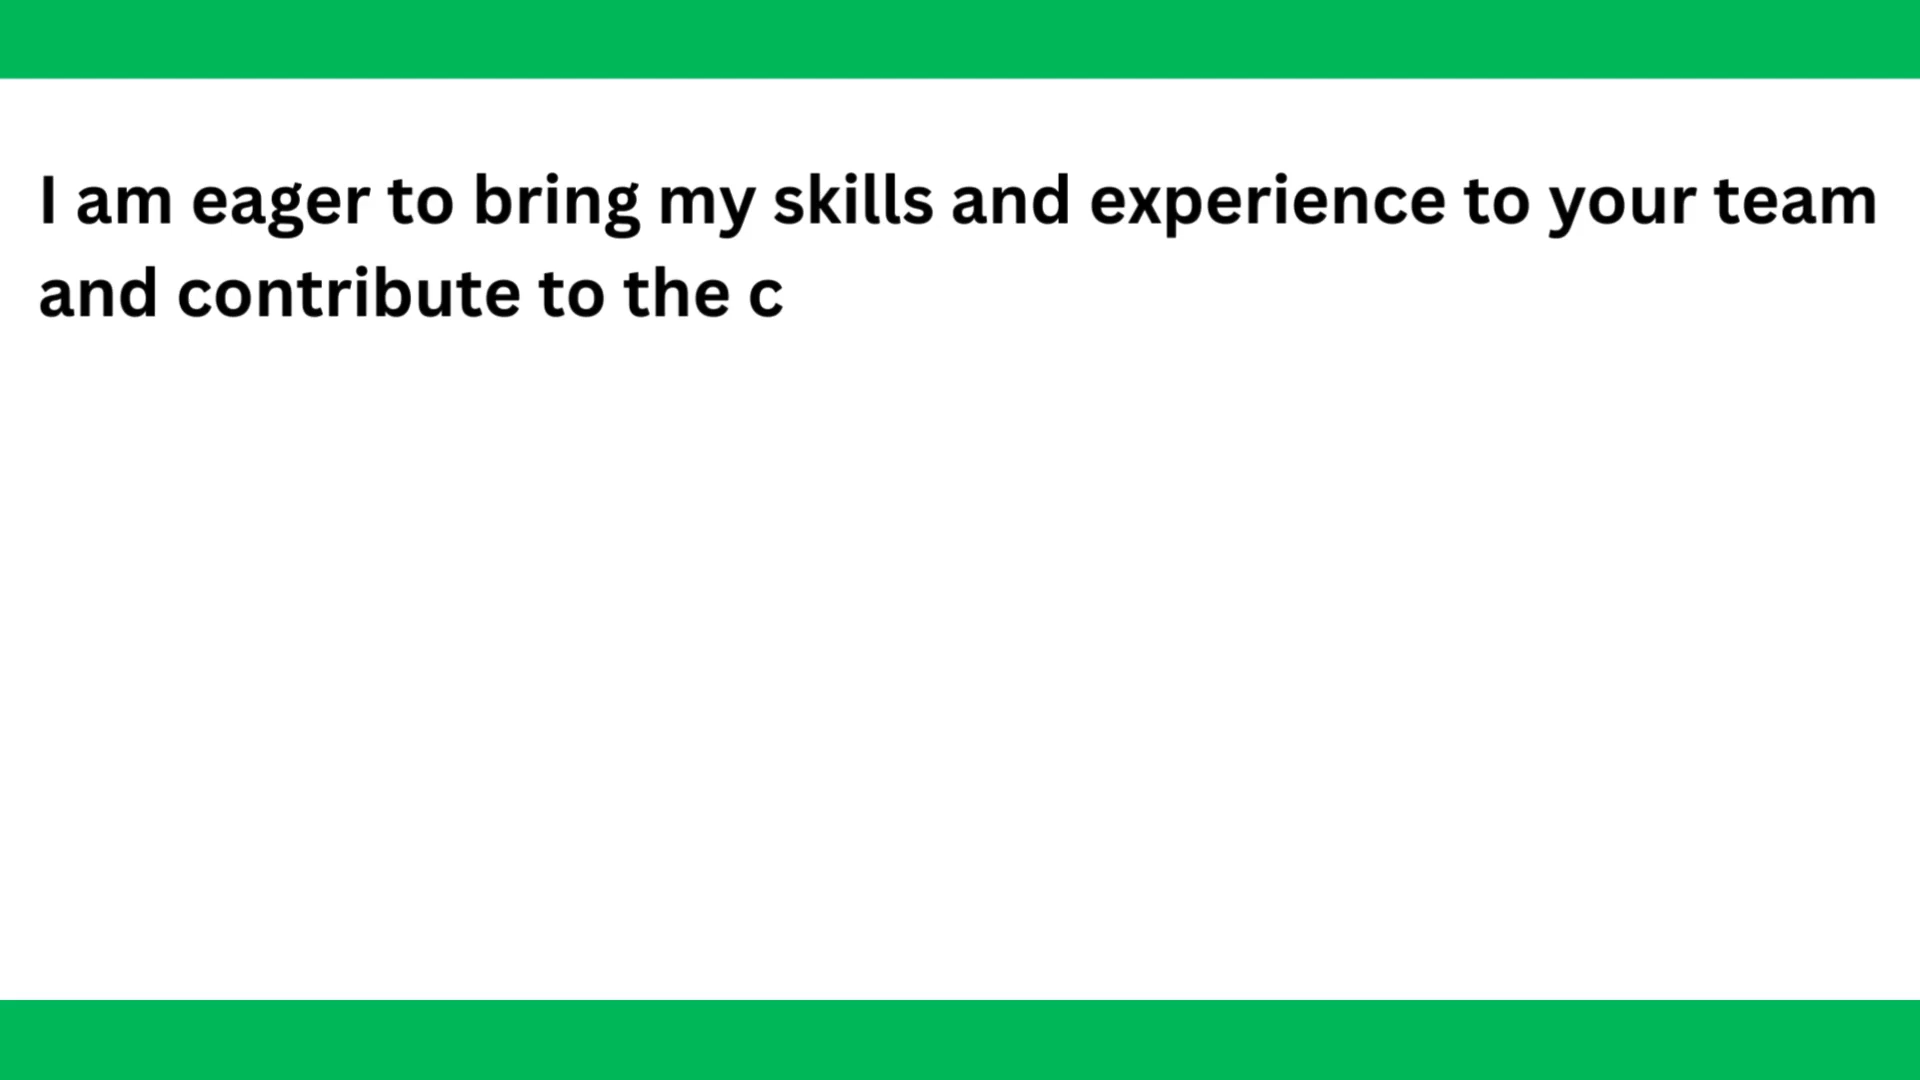 I am eager to bring my skills and experience to your team
and contribute to the c